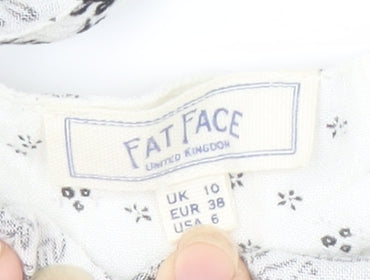 FAT FACE
UNITED KINGDOM
UK 10
EUR 38
USA 6